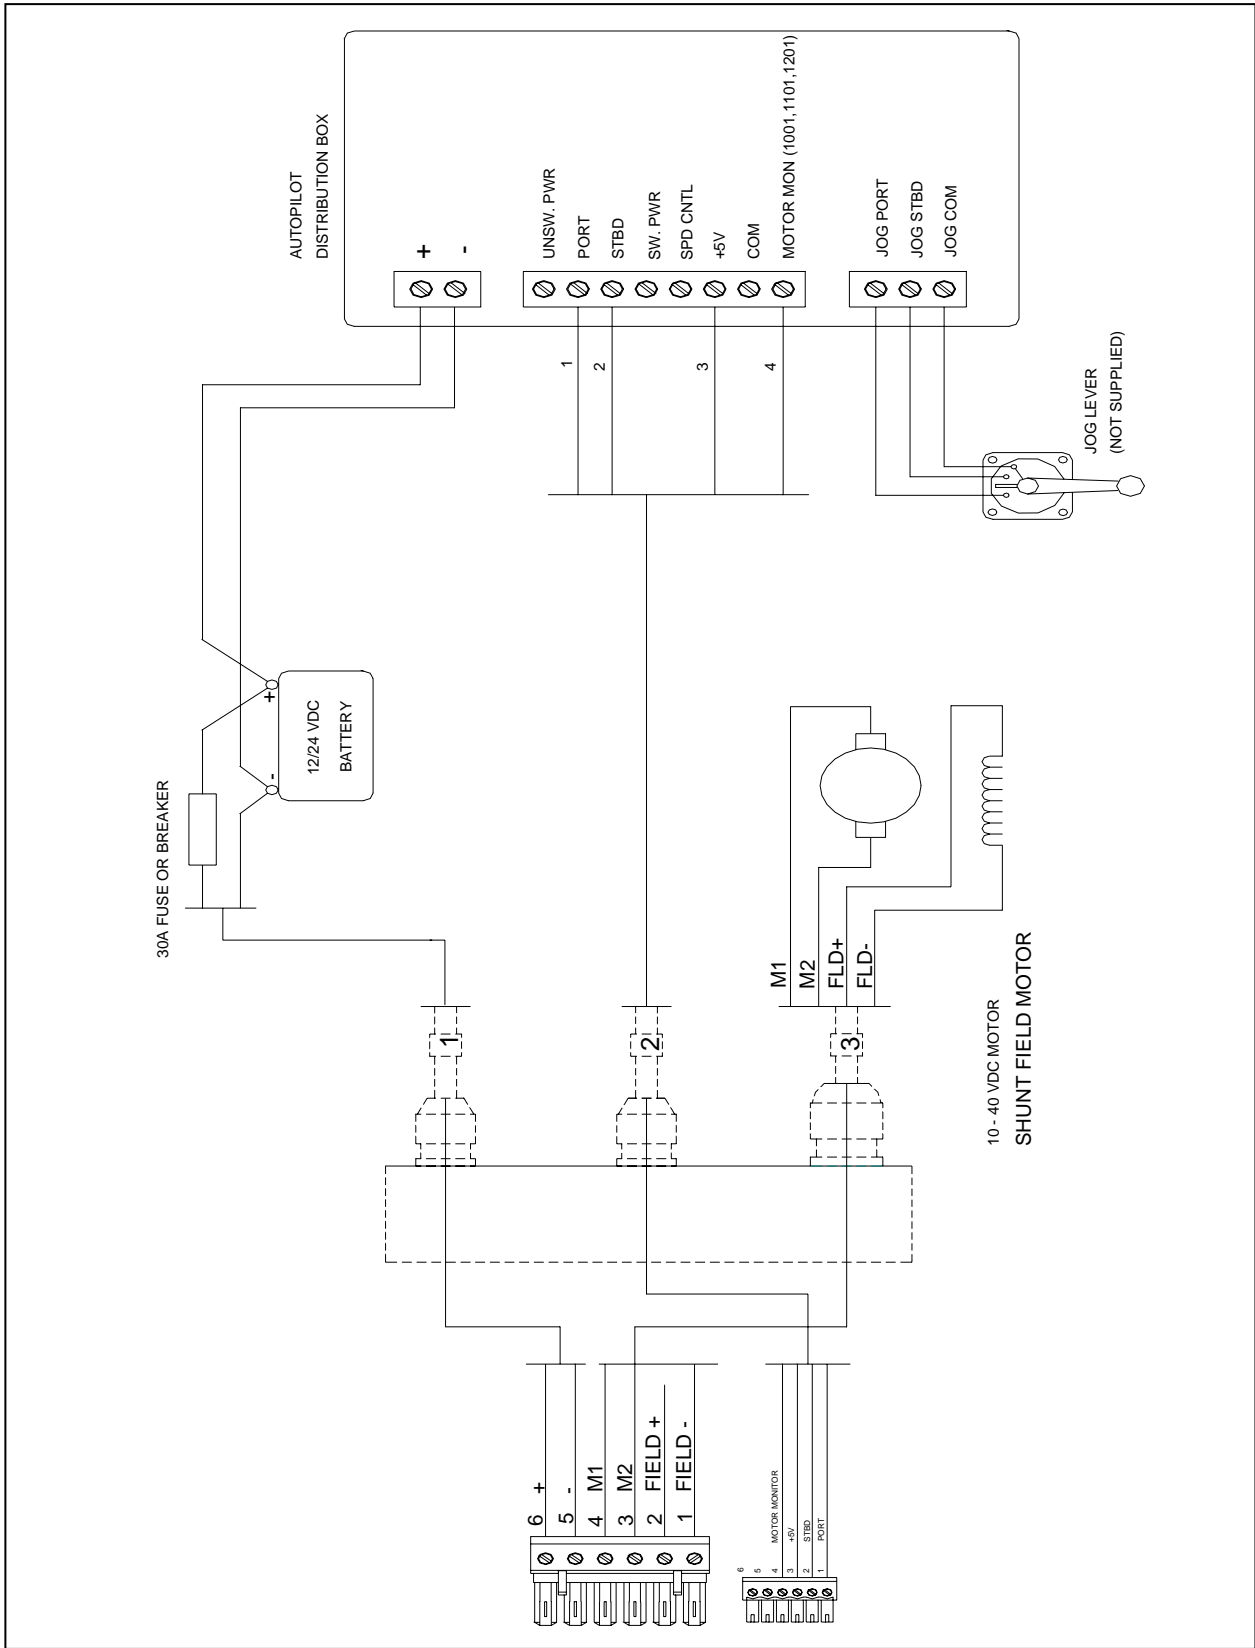 AUTOPILOT
DISTRIBUTION BOX
+
-
UNSW. PWR
PORT
STBD
SW. PWR
SPD CNTL
+5V
COM
MOTOR MON (1001,1101,1201)
JOG PORT
JOG STBD
JOG COM
1
2
3
4
JOG LEVER
(NOT SUPPLIED)
30A FUSE OR BREAKER
-
+
12/24 VDC
BATTERY
1
2
3
M1
M2
FLD+
FLD-
10 - 40 VDC MOTOR
SHUNT FIELD MOTOR
6 +
5 -
4 M1
3 M2
2 FIELD +
1 FIELD -
6
5
4 MOTOR MONITOR
3 +5V
2 STBD
1 PORT